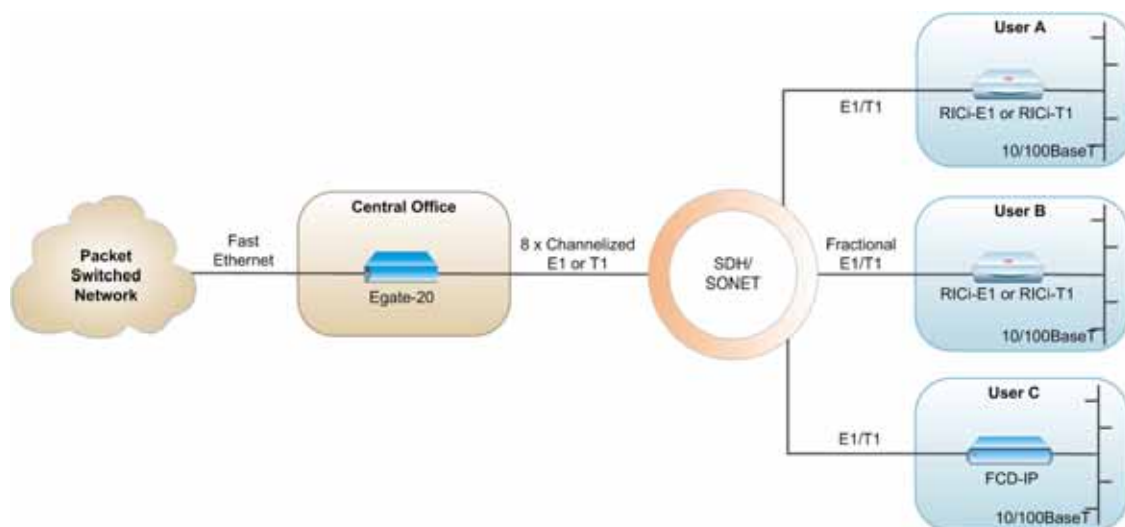 Packet
Switched
Network
Fast
Ethernet
Central Office
Egate-20
8 x Channelized
E1 or T1
SDH/
SONET
E1/T1
User A
RICi-E1 or RICi-T1
10/100BaseT
Fractional
E1/T1
User B
RICi-E1 or RICi-T1
10/100BaseT
E1/T1
User C
FCD-IP
10/100BaseT